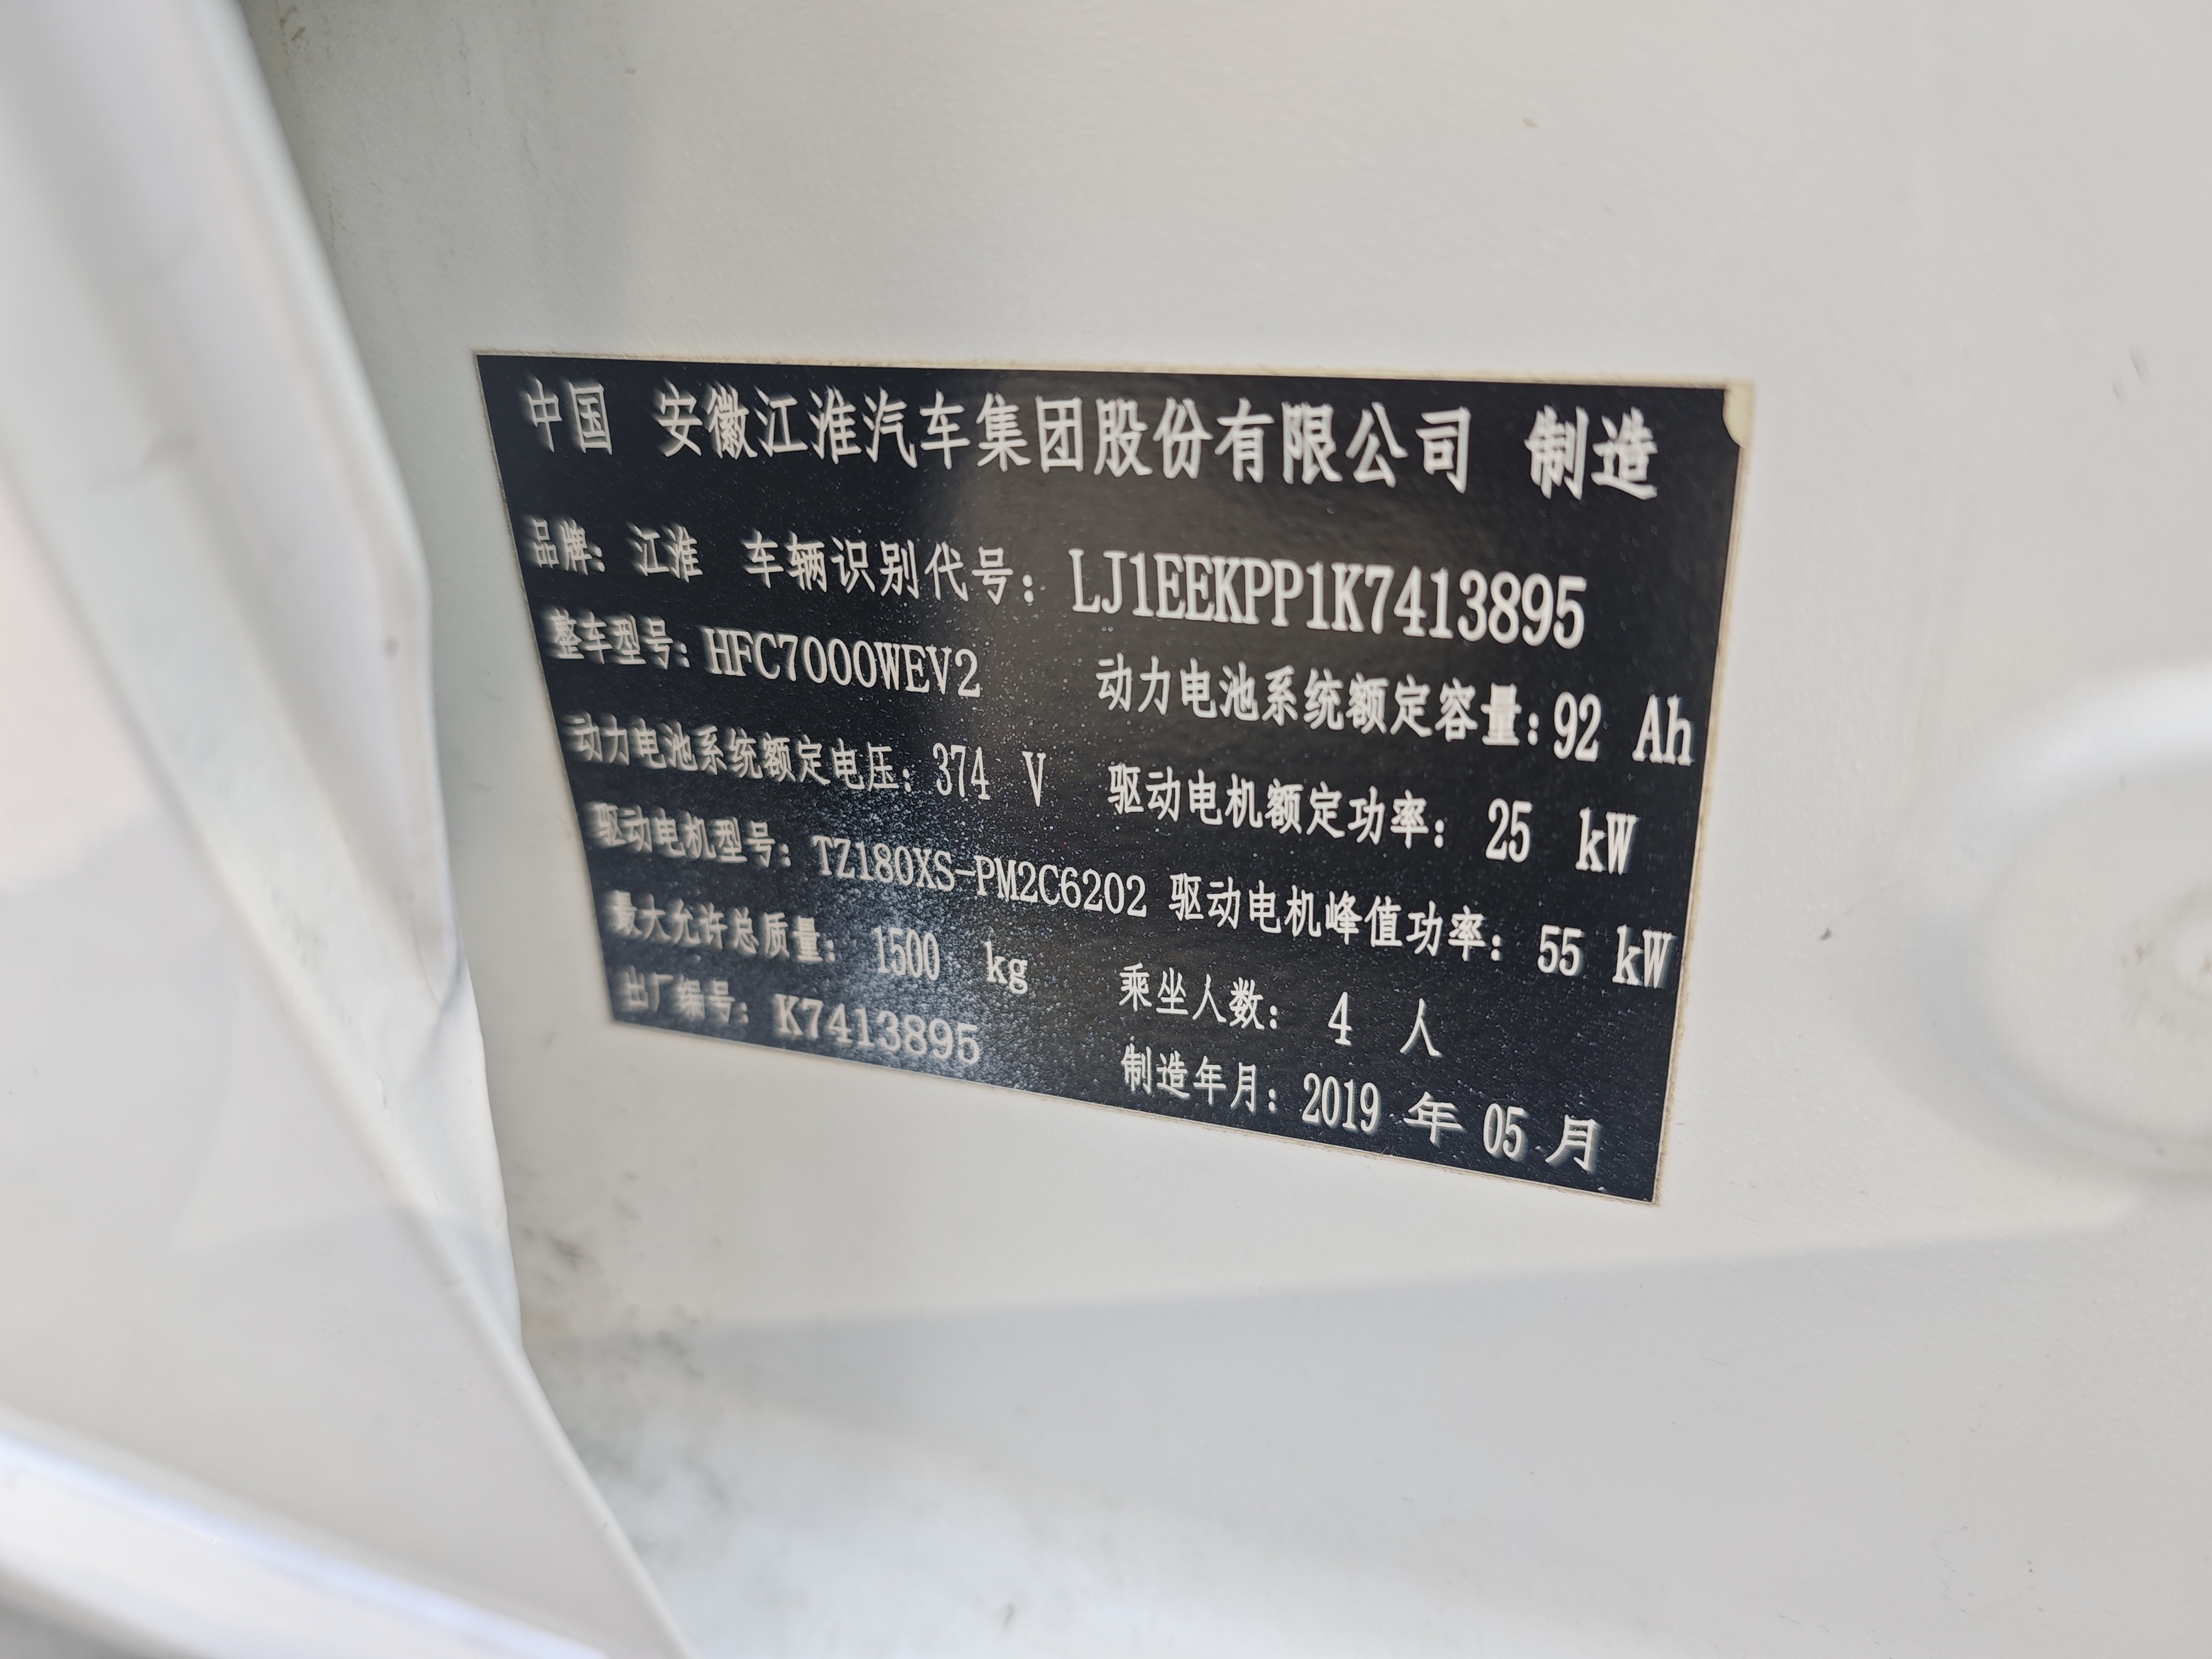 中国 安徽江淮汽车集团股份有限公司 制造
品牌: 江淮 车辆识别代号: LJ1EEKPP1K7413895
整车型号: HFC7000WEV2 动力电池系统额定容量: 92 Ah
动力电池系统额定电压: 374 V 驱动电机额定功率: 25 kW
驱动电机型号: TZ180XS-PM2C6202 驱动电机峰值功率: 55 kW
最大允许总质量: 1500 kg 乘坐人数: 4 人
出厂编号: K7413895 制造年月: 2019 年 05 月